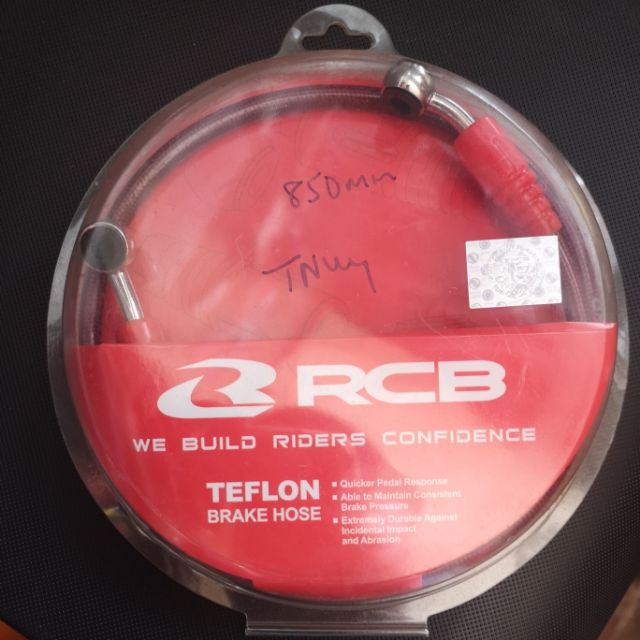 850mm
RCB
WE BUILD RIDERS CONFIDENCE
TEFLON
BRAKE HOSE
Quicker Pedal Response
Able to Maintain Consistent
Brake Pressure
Extremely Durable Against
Incidental Impact
and Abrasion